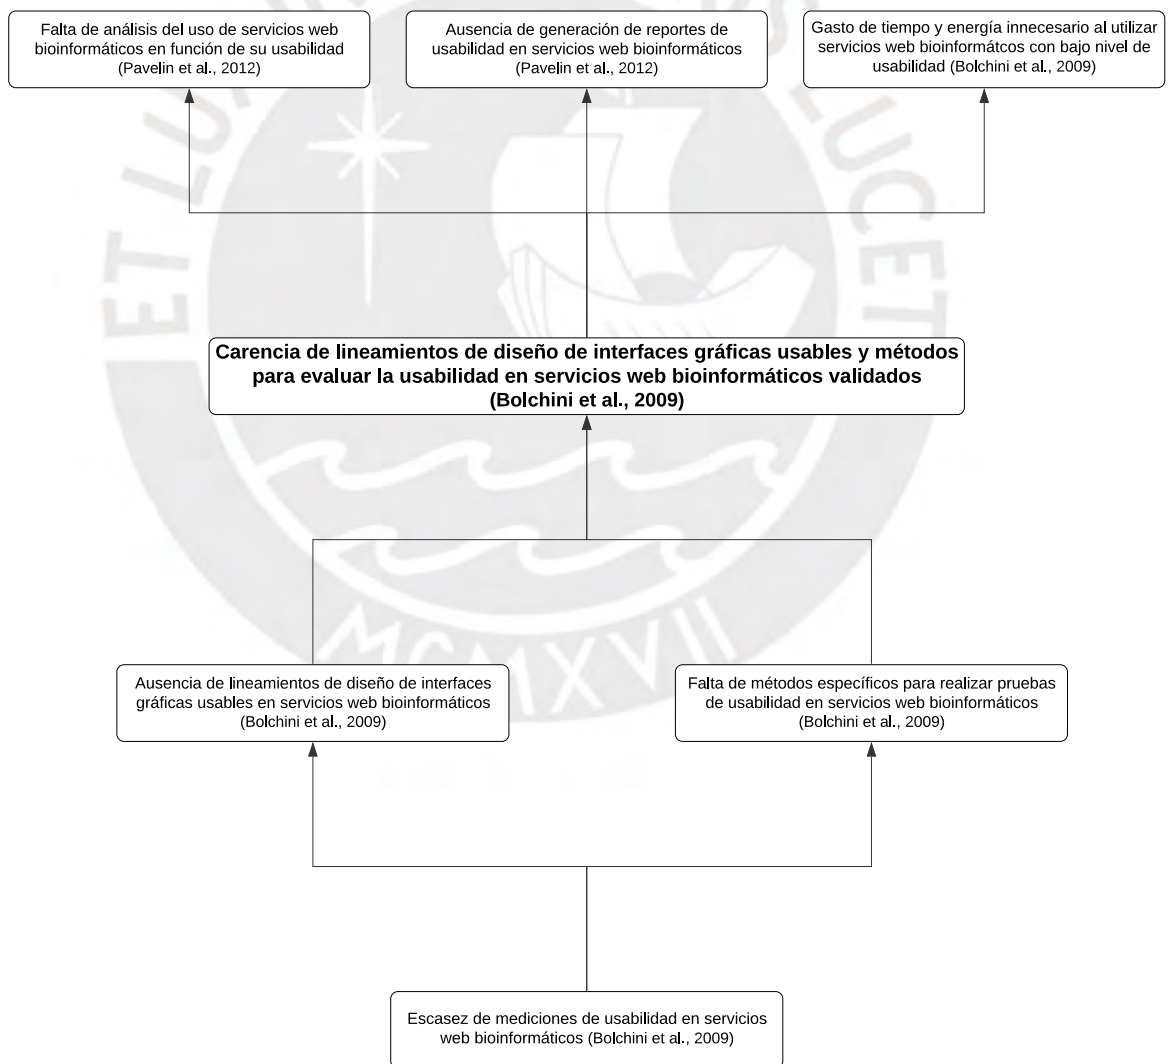 Falta de análisis del uso de servicios web
bioinformáticos en función de su usabilidad
(Pavelin et al., 2012)
Ausencia de generación de reportes de
usabilidad en servicios web bioinformáticos
(Pavelin et al., 2012)
Gasto de tiempo y energía innecesario al utilizar
servicios web bioinformátcos con bajo nivel de
usabilidad (Bolchini et al., 2009)
ET LUX
LUCET
Carencia de lineamientos de diseño de interfaces gráficas usables y métodos
para evaluar la usabilidad en servicios web bioinformáticos validados
(Bolchini et al., 2009)
MCMXVII
Ausencia de lineamientos de diseño de interfaces
gráficas usables en servicios web bioinformáticos
(Bolchini et al., 2009)
Falta de métodos específicos para realizar pruebas
de usabilidad en servicios web bioinformáticos
(Bolchini et al., 2009)
Escasez de mediciones de usabilidad en servicios
web bioinformáticos (Bolchini et al., 2009)